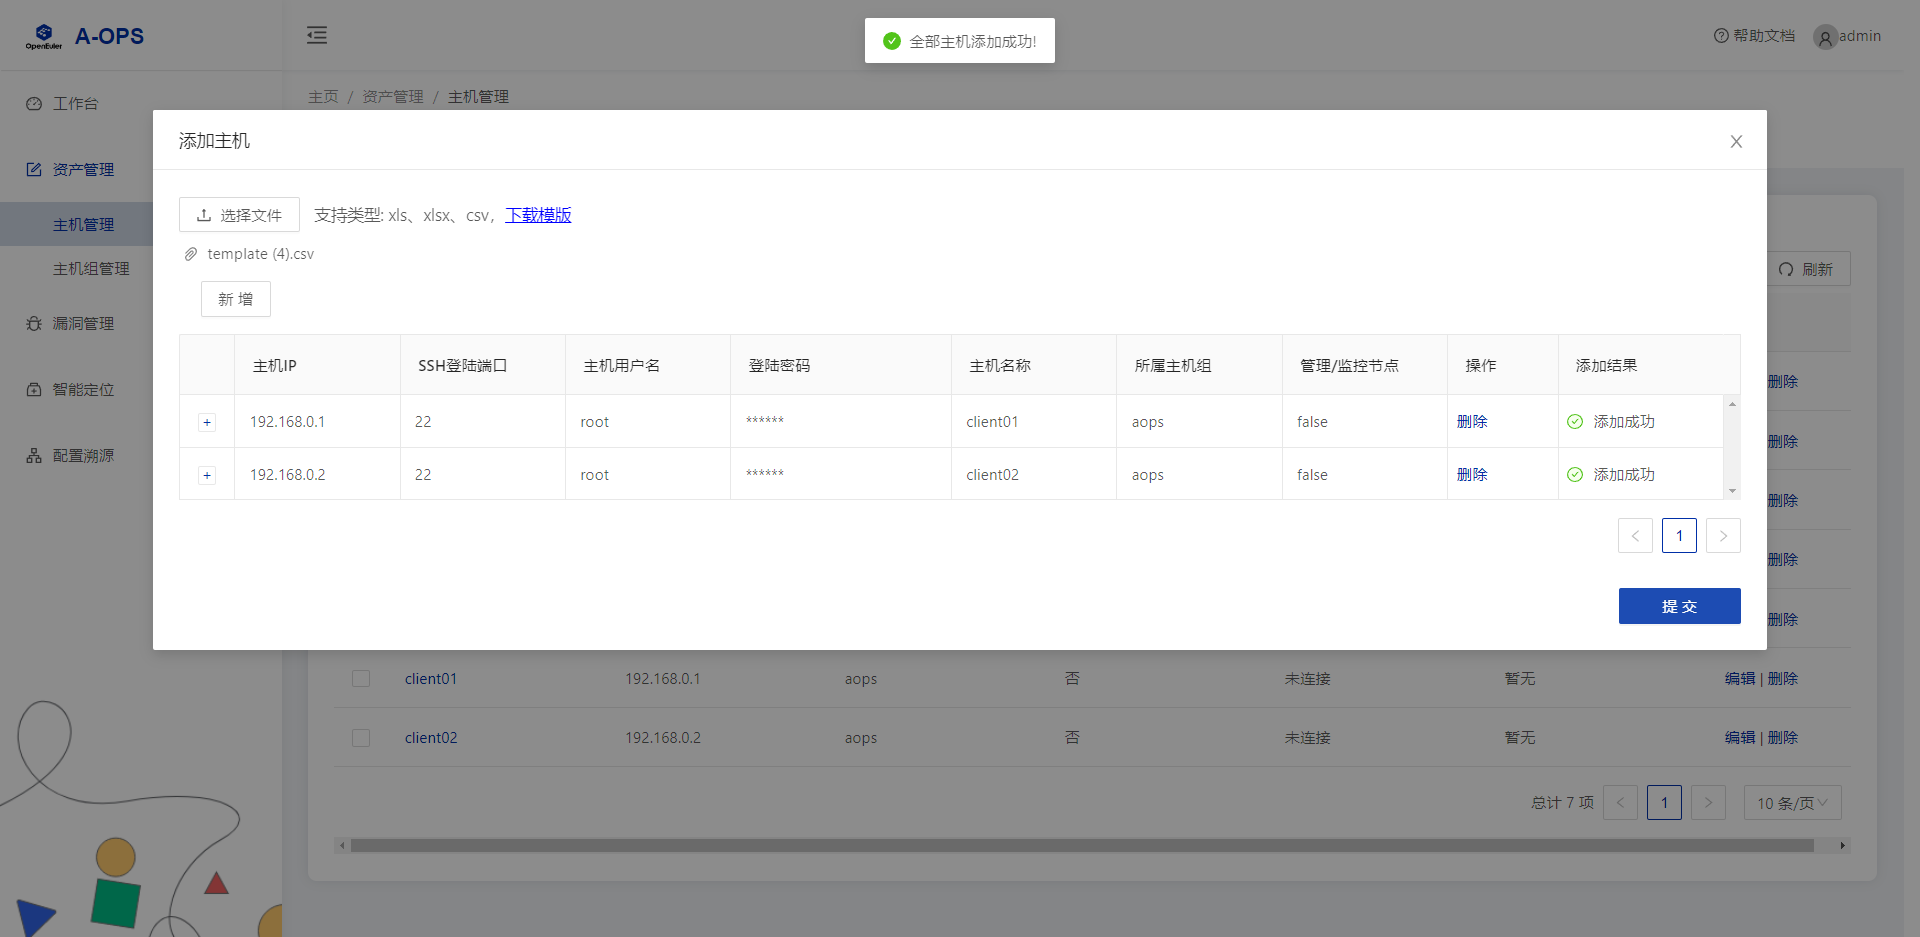 OpenEuler
A-OPS
全部主机添加成功!
帮助文档
admin
工作台
资产管理
主机管理
主机组管理
漏洞管理
智能定位
配置溯源
主页 / 资产管理 / 主机管理
添加主机
选择文件 支持类型: xls、xlsx、csv, 下载模版
template (4).csv
新 增
刷新
主机IP SSH登陆端口 主机用户名 登陆密码 主机名称 所属主机组 管理/监控节点 操作 添加结果
+ 192.168.0.1 22 root ****** client01 aops false 删除 添加成功
+ 192.168.0.2 22 root ****** client02 aops false 删除 添加成功
1
提 交
删除
删除
删除
删除
删除
client01 192.168.0.1 aops 否 未连接 暂无 编辑 | 删除
client02 192.168.0.2 aops 否 未连接 暂无 编辑 | 删除
总计 7 项 1 10 条/页